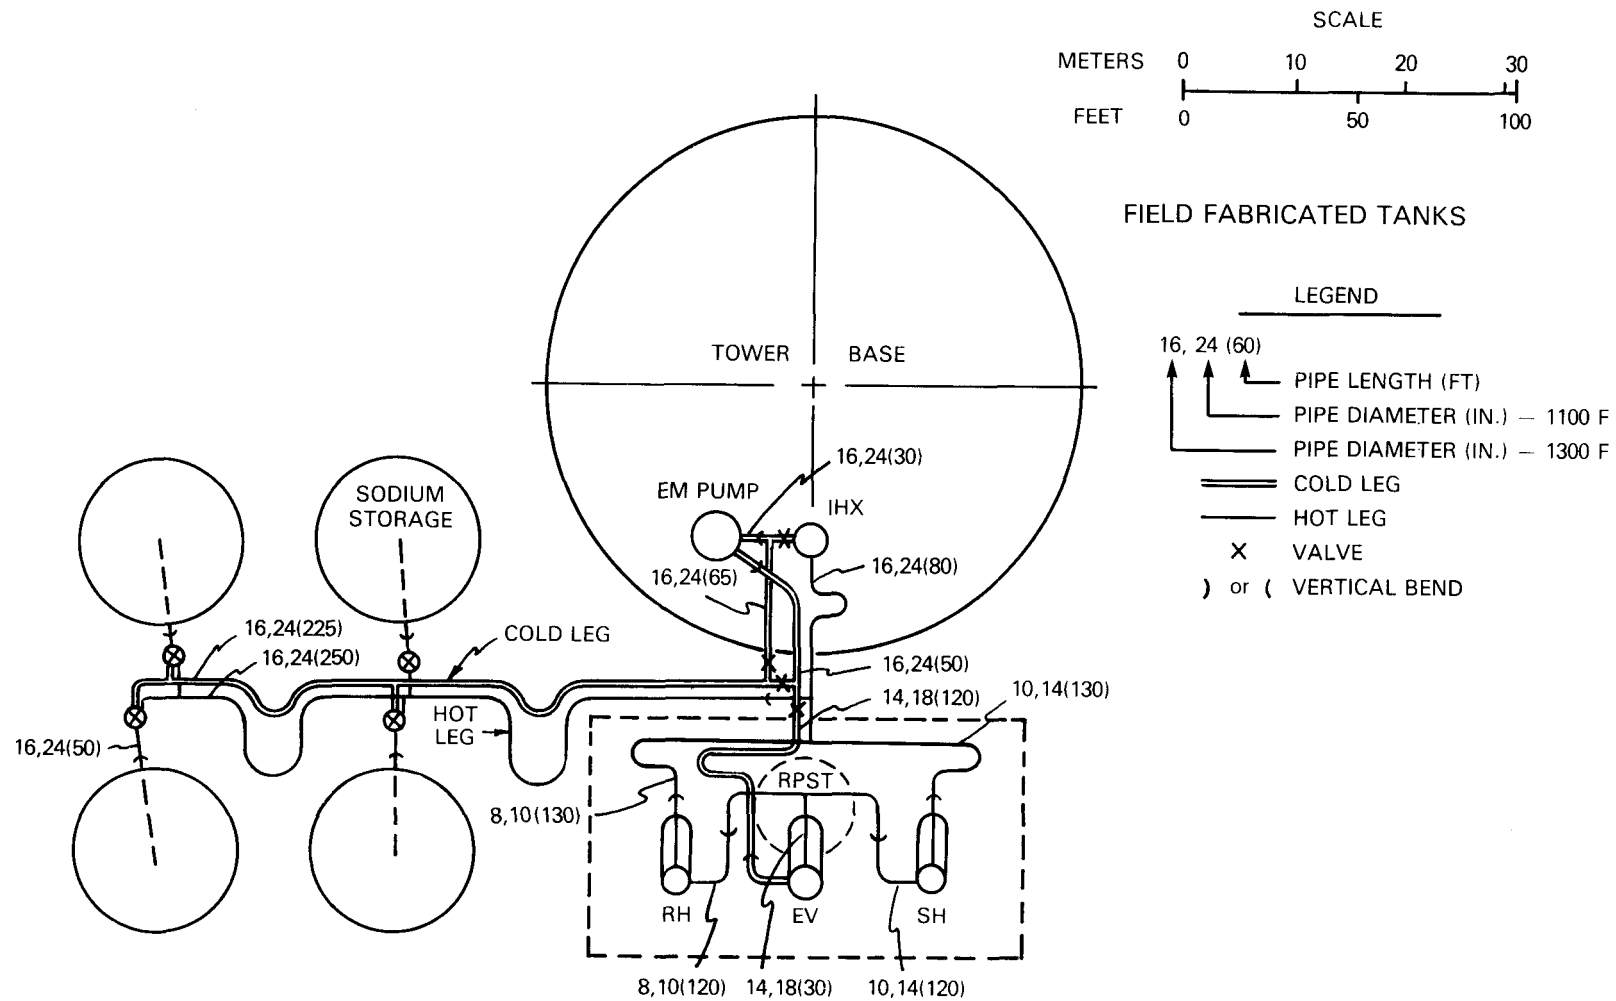 SCALE
METERS 0 10 20 30
FEET 0 50 100
FIELD FABRICATED TANKS
LEGEND
16, 24 (60)
PIPE LENGTH (FT)
PIPE DIAMETER (IN.) — 1100 F
PIPE DIAMETER (IN.) — 1300 F
COLD LEG
HOT LEG
X VALVE
) or ( VERTICAL BEND
TOWER BASE
16,24(30)
EM PUMP
IHX
SODIUM
STORAGE
16,24(65)
16,24(80)
16,24(225)
COLD LEG
16,24(250)
16,24(50)
14,18(120)
10,14(130)
HOT
LEG
16,24(50)
RPST
8,10(130)
RH
EV
SH
8,10(120)
14,18(30)
10,14(120)